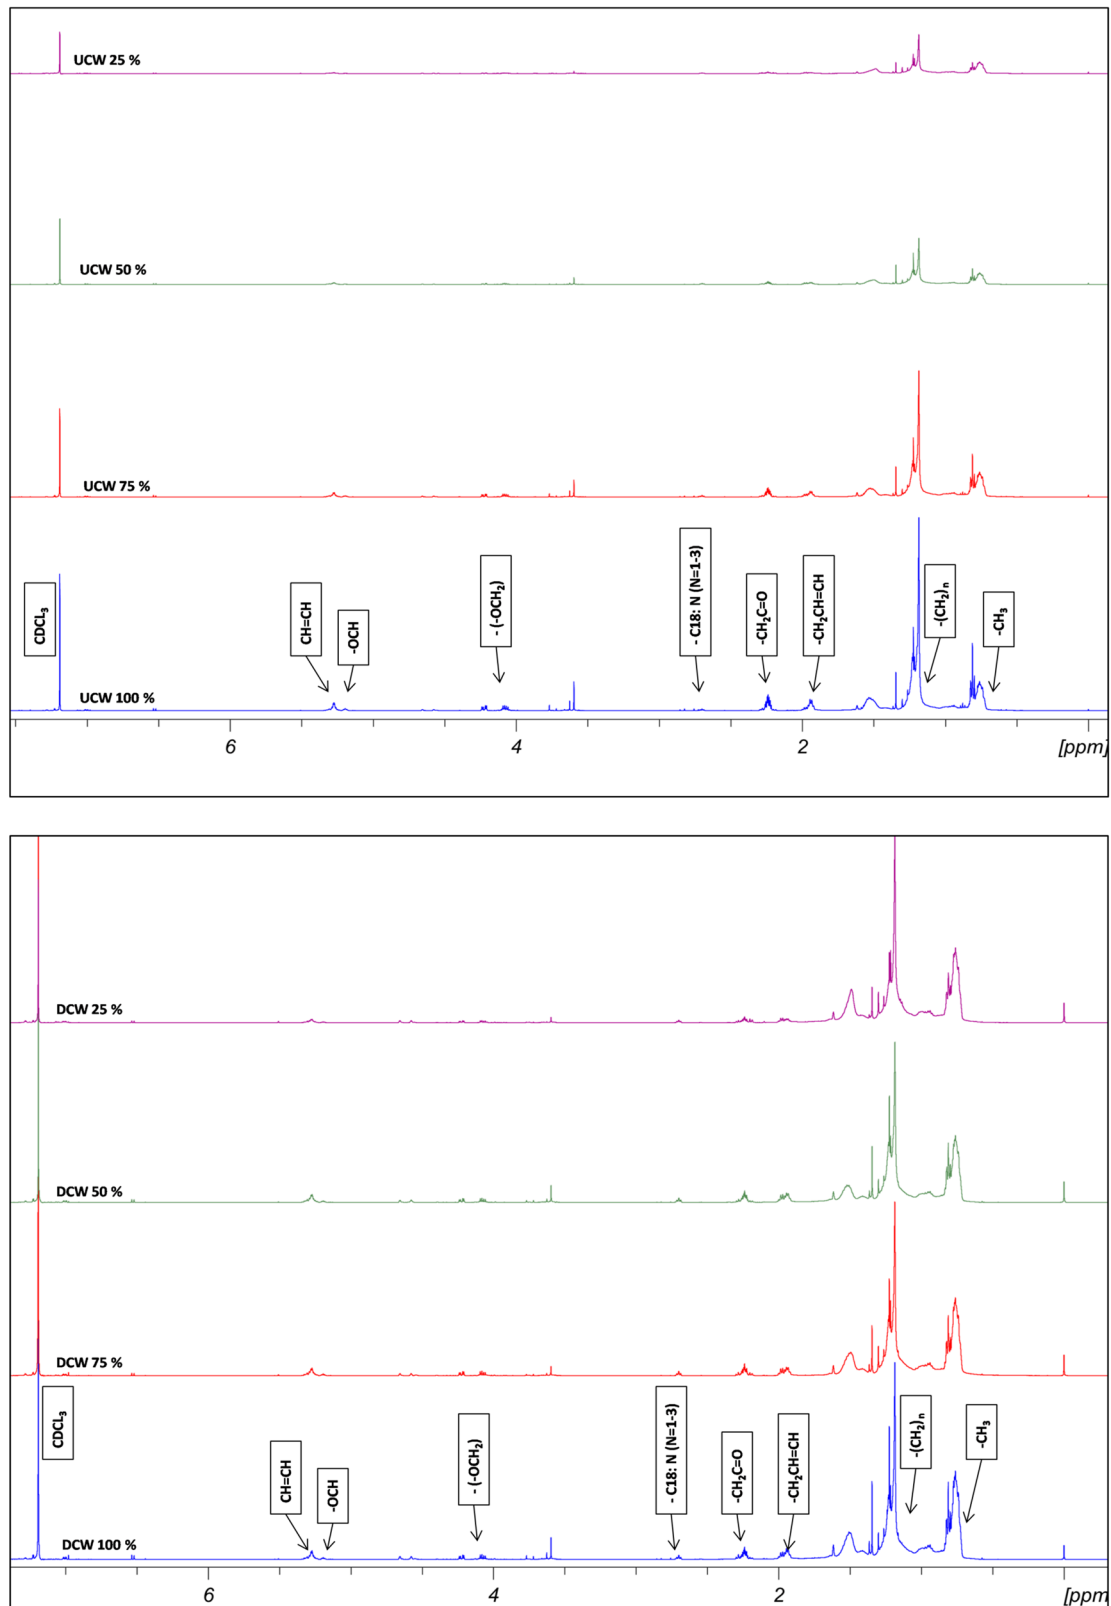 UCW 25 %
UCW 50 %
UCW 75 %
CDCL3
CH=CH
-OCH
- (-OCH2)
- C18: N (N=1-3)
-CH2C=O
-CH2CH=CH
-(CH2)n
-CH3
UCW 100 %
6
4
2
[ppm]
DCW 25 %
DCW 50 %
DCW 75 %
CDCL3
CH=CH
-OCH
- (-OCH2)
- C18: N (N=1-3)
-CH2C=O
-CH2CH=CH
-(CH2)n
-CH3
DCW 100 %
6
4
2
[ppm